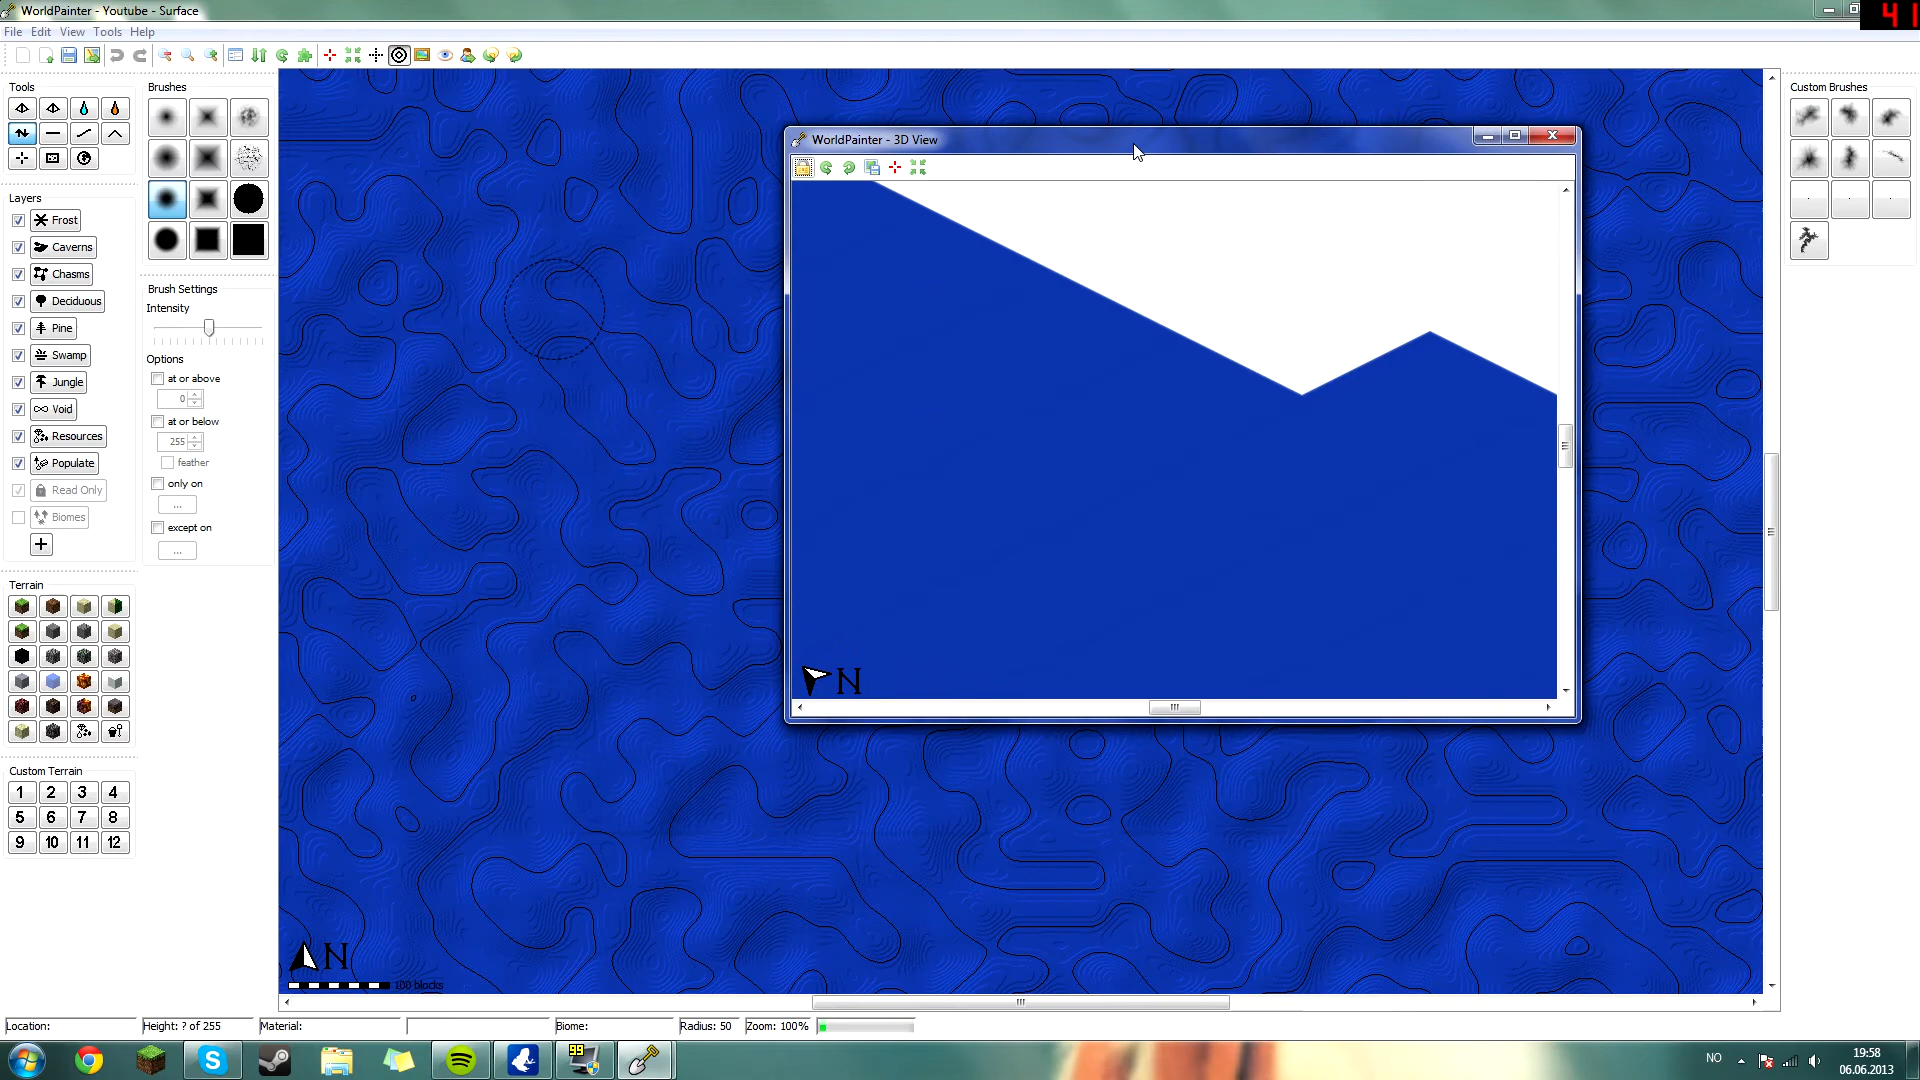 WorldPainter - Youtube - Surface
41
File Edit View Tools Help
Tools
Brushes
Custom Brushes
WorldPainter - 3D View
Layers
Frost
Caverns
Chasms
Deciduous
Pine
Swamp
Jungle
Void
Resources
Populate
Read Only
Biomes
Brush Settings
Intensity
Options
at or above
0
at or below
255
feather
only on
...
except on
...
N
Terrain
Custom Terrain
1 2 3 4
5 6 7 8
9 10 11 12
N
100 blocks
Location: Height: ? of 255 Material: Biome: Radius: 50 Zoom: 100%
99
NO
19:58
06.06.2013